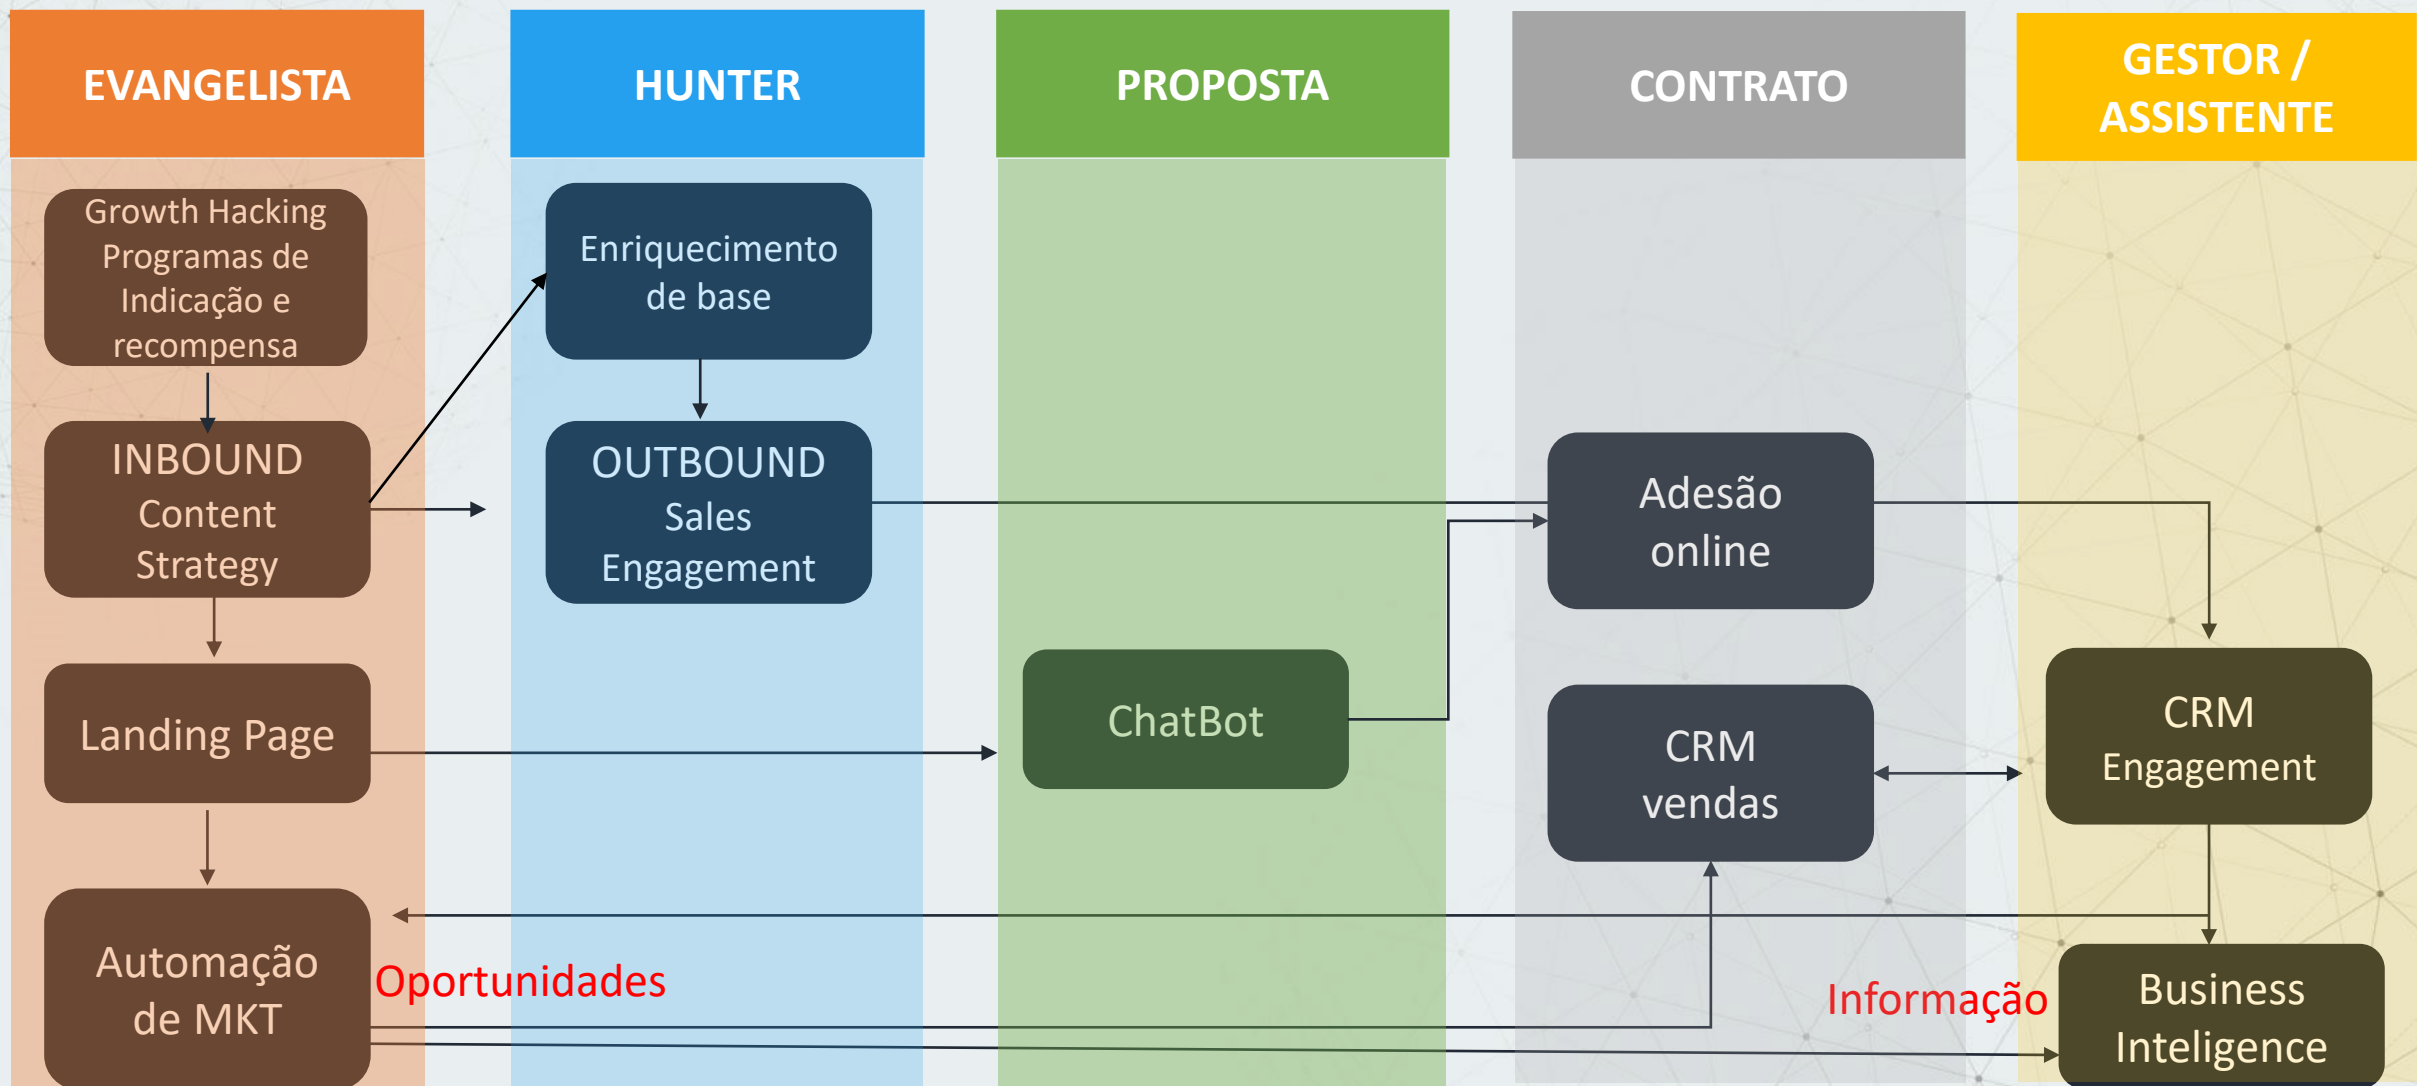 EVANGELISTA
HUNTER
PROPOSTA
CONTRATO
GESTOR /
ASSISTENTE
Growth Hacking
Programas de
Indicação e
recompensa
INBOUND
Content
Strategy
Landing Page
Automação
de MKT
Oportunidades
Enriquecimento
de base
OUTBOUND
Sales
Engagement
ChatBot
Adesão
online
CRM
vendas
CRM
Engagement
Informação
Business
Inteligence